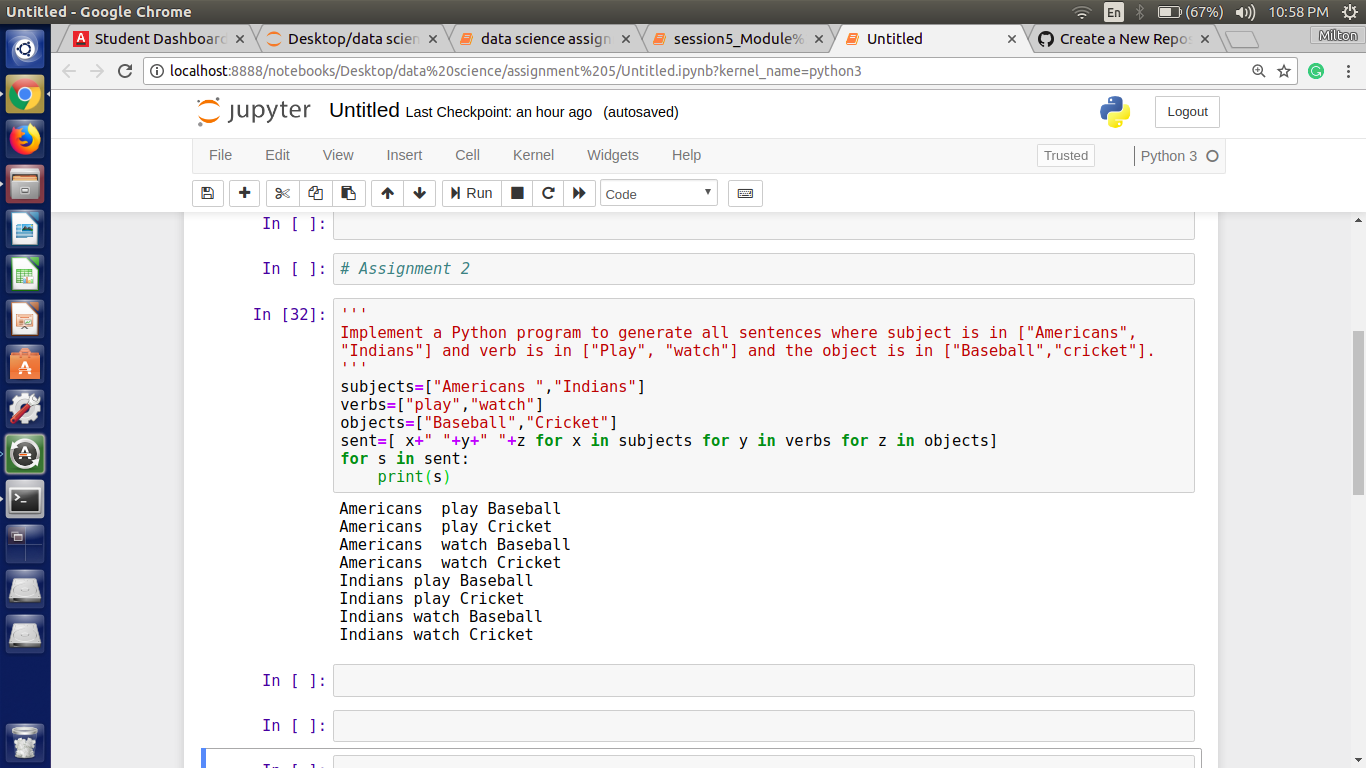 Untitled - Google Chrome
En
(67%)
10:58 PM
Student Dashboard
Desktop/data scien
data science assign
session5_Module%
Untitled
Create a New Repos
Milton
localhost:8888/notebooks/Desktop/data%20science/assignment%205/Untitled.ipynb?kernel_name=python3
jupyter Untitled Last Checkpoint: an hour ago (autosaved)
Logout
File Edit View Insert Cell Kernel Widgets Help
Trusted
Python 3
Run
Code
In [ ]:
In [ ]: # Assignment 2
In [32]: '''
Implement a Python program to generate all sentences where subject is in ["Americans",
"Indians"] and verb is in ["Play", "watch"] and the object is in ["Baseball","cricket"].
'''
subjects=["Americans ","Indians"]
verbs=["play","watch"]
objects=["Baseball","Cricket"]
sent=[ x+" "+y+" "+z for x in subjects for y in verbs for z in objects]
for s in sent:
    print(s)
Americans  play Baseball
Americans  play Cricket
Americans  watch Baseball
Americans  watch Cricket
Indians play Baseball
Indians play Cricket
Indians watch Baseball
Indians watch Cricket
In [ ]:
In [ ]:
In [ ]: